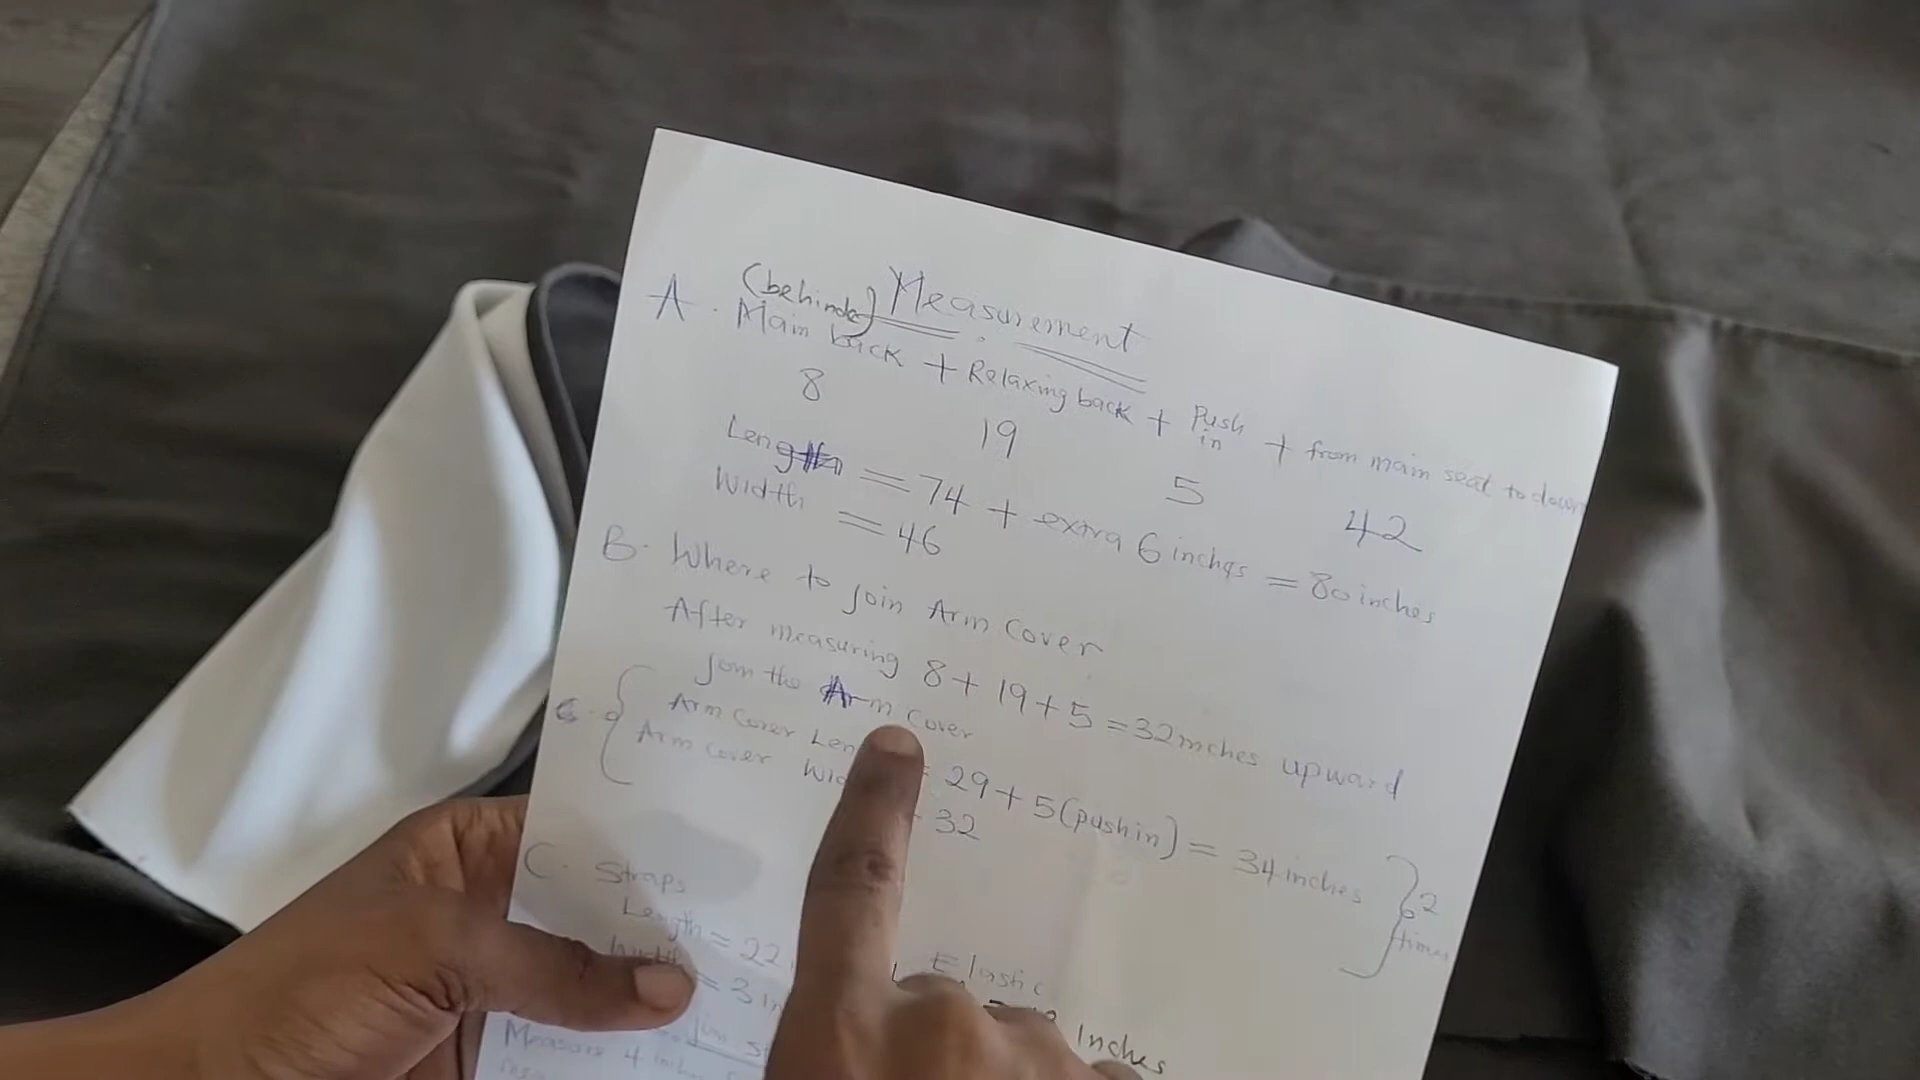 Measurement
(behinde)
A. Main back + Relaxing back + Push in + from main seat to down
8 19 5 42
Length = 74 + extra 6 inches = 80 inches
Width = 46
B. Where to join Arm Cover
After measuring 8 + 19 + 5 = 32 inches upward
Join the Arm Cover
Arm Cover = 29 + 5 (push in) = 34 inches
Arm Cover 32
2 times
C. Straps
Length = 22
Width = 3
Elastic
Inches
Measure 4